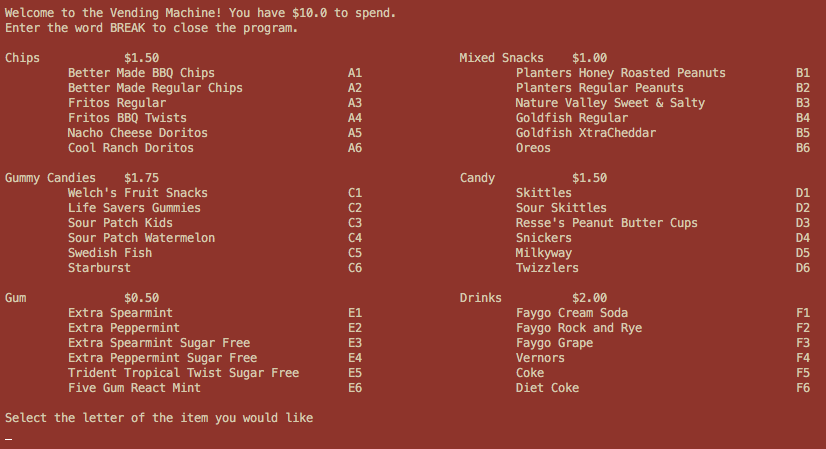 Welcome to the Vending Machine! You have $10.0 to spend.
Enter the word BREAK to close the program.
Chips $1.50 Mixed Snacks $1.00
Better Made BBQ Chips A1 Planters Honey Roasted Peanuts B1
Better Made Regular Chips A2 Planters Regular Peanuts B2
Fritos Regular A3 Nature Valley Sweet & Salty B3
Fritos BBQ Twists A4 Goldfish Regular B4
Nacho Cheese Doritos A5 Goldfish XtraCheddar B5
Cool Ranch Doritos A6 Oreos B6
Gummy Candies $1.75 Candy $1.50
Welch's Fruit Snacks C1 Skittles D1
Life Savers Gummies C2 Sour Skittles D2
Sour Patch Kids C3 Resse's Peanut Butter Cups D3
Sour Patch Watermelon C4 Snickers D4
Swedish Fish C5 Milkyway D5
Starburst C6 Twizzlers D6
Gum $0.50 Drinks $2.00
Extra Spearmint E1 Faygo Cream Soda F1
Extra Peppermint E2 Faygo Rock and Rye F2
Extra Spearmint Sugar Free E3 Faygo Grape F3
Extra Peppermint Sugar Free E4 Vernors F4
Trident Tropical Twist Sugar Free E5 Coke F5
Five Gum React Mint E6 Diet Coke F6
Select the letter of the item you would like
_